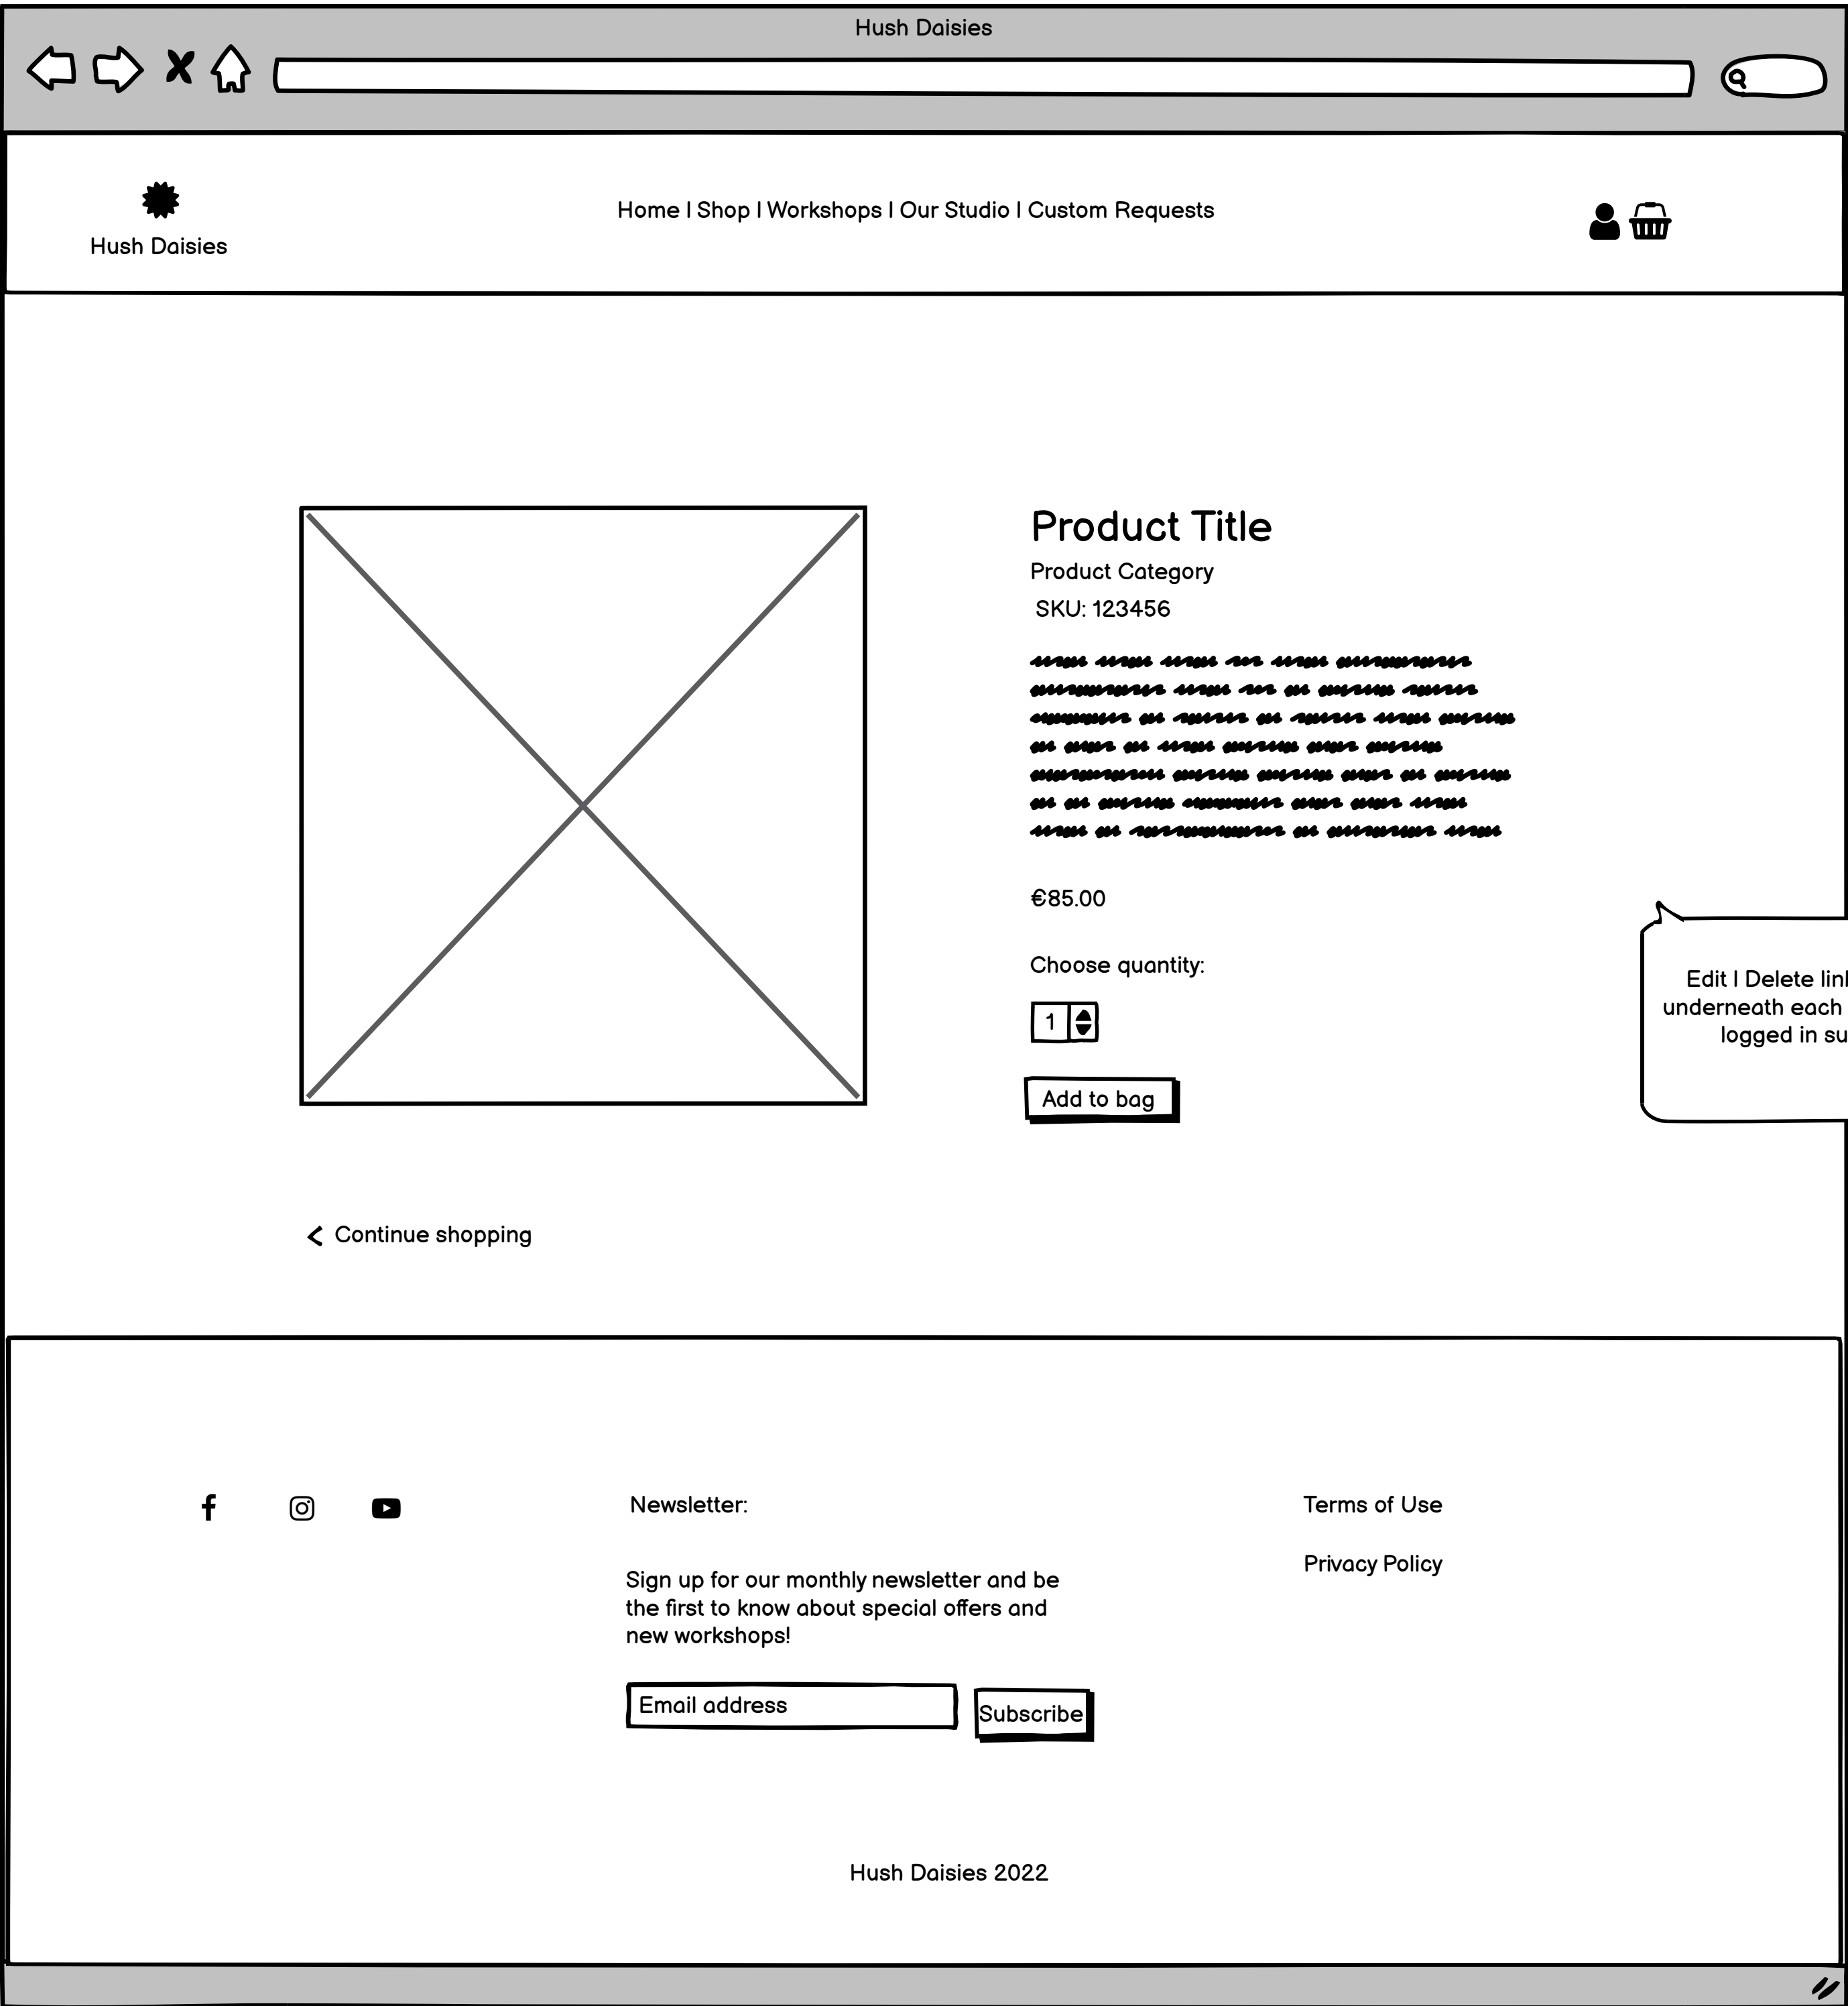 Hush Daisies
Hush Daisies
Home | Shop | Workshops | Our Studio | Custom Requests
Product Title
Product Category
SKU: 123456
€85.00
Choose quantity:
1
Add to bag
Edit | Delete
underneath each
logged in
Continue shopping
Newsletter:
Sign up for our monthly newsletter and be
the first to know about special offers and
new workshops!
Email address
Subscribe
Terms of Use
Privacy Policy
Hush Daisies 2022